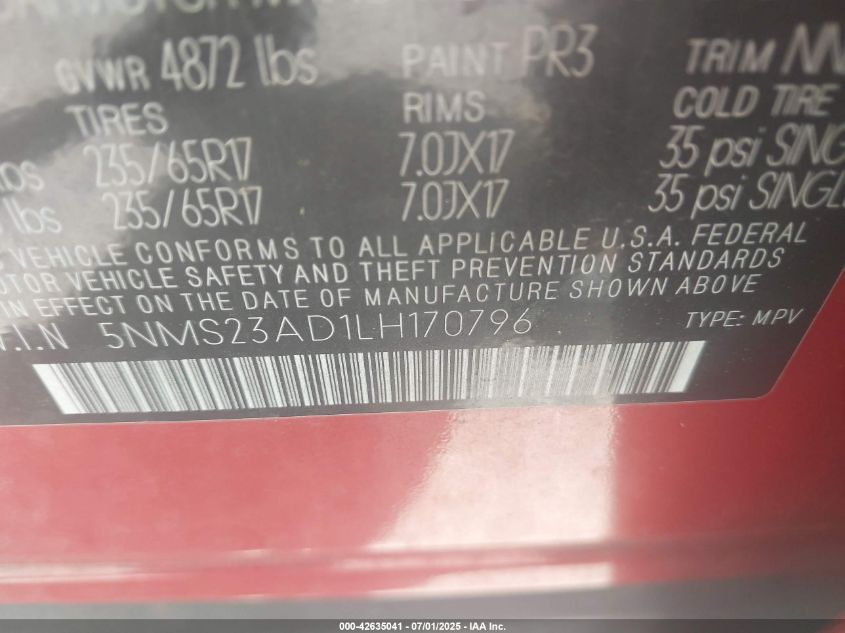 GVWR 4872 lbs PAINT PR3 TRIM
TIRES RIMS COLD TIRE
235/65R17 7.0JX17 35 psi
lbs 235/65R17 7.0JX17 35 psi
VEHICLE CONFORMS TO ALL APPLICABLE U.S.A. FEDERAL
VEHICLE SAFETY AND THEFT PREVENTION STANDARDS
IN EFFECT ON THE DATE OF MANUFACTURE SHOWN ABOVE
V.I.N 5NMS23AD1LH170796 TYPE: MPV
000-42635041 - 07/01/2025 - IAA Inc.